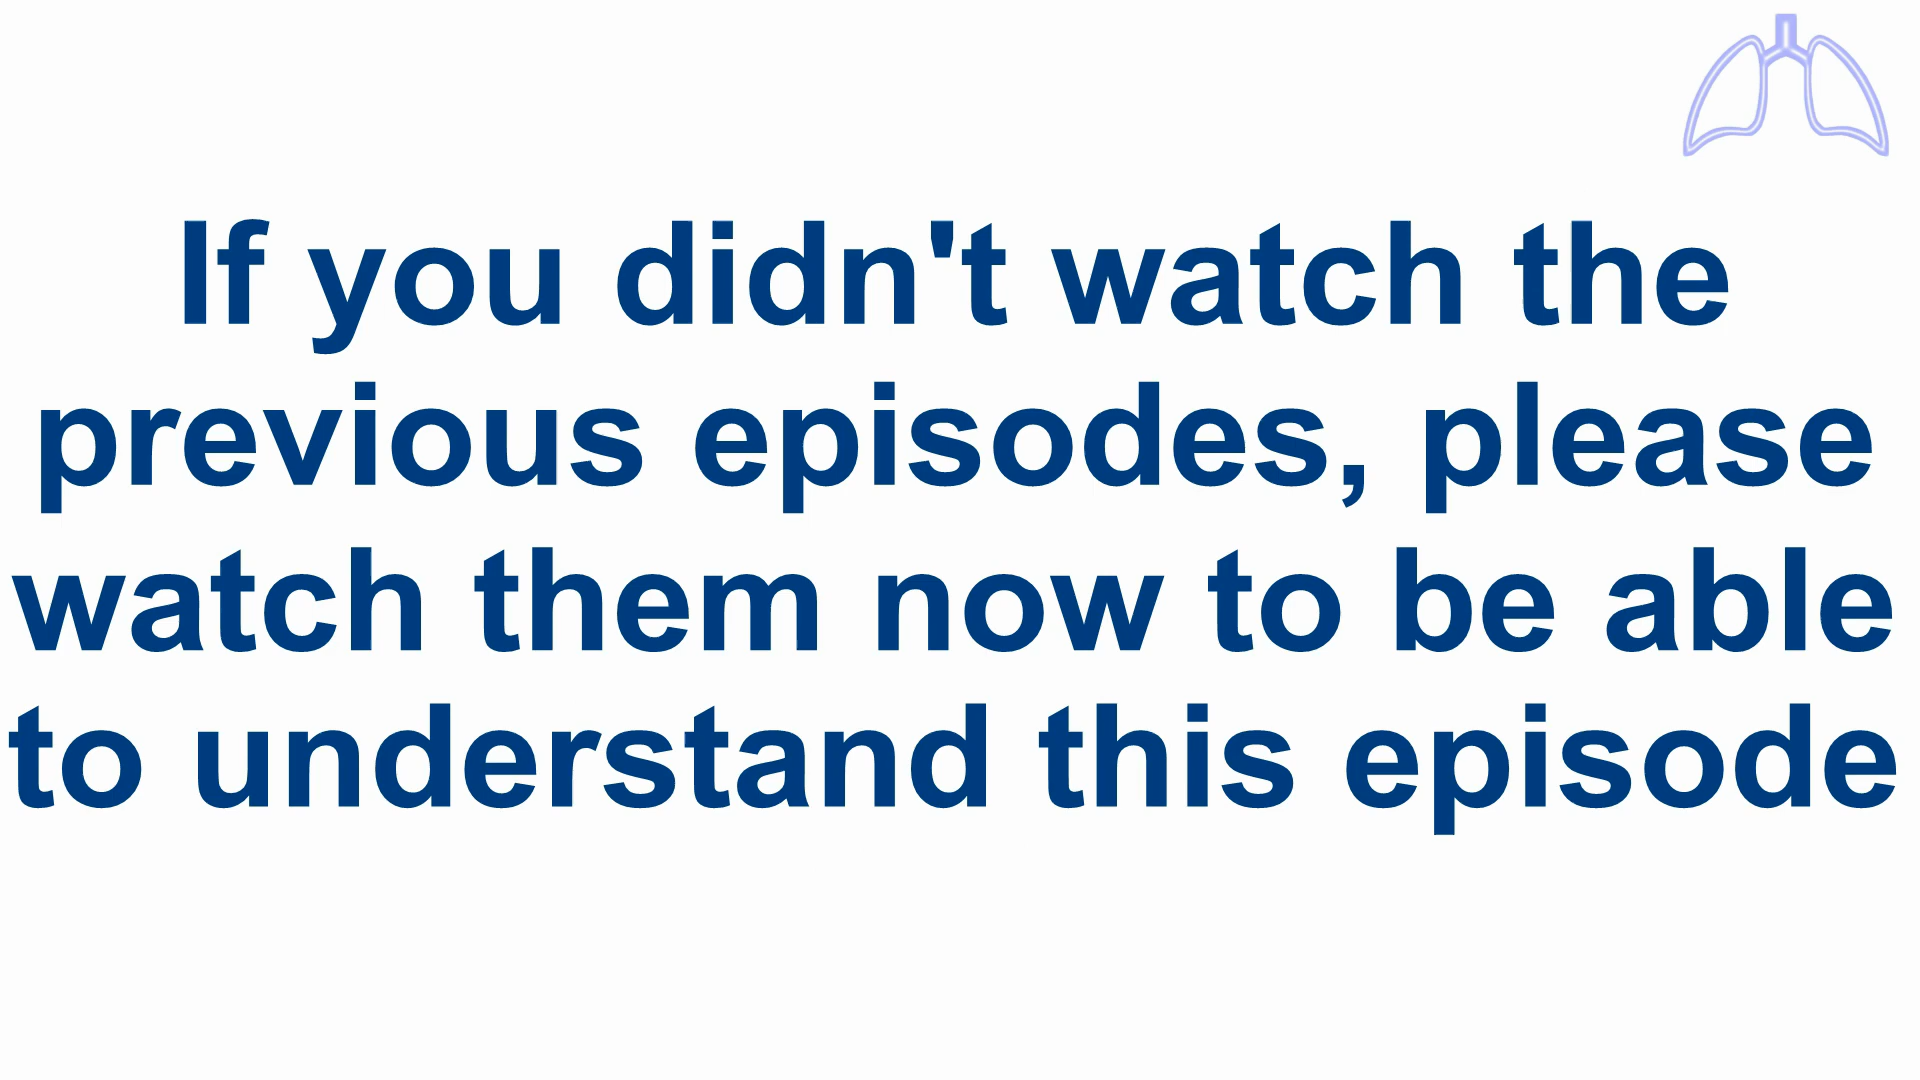 If you didn't watch the
previous episodes, please
watch them now to be able
to understand this episode